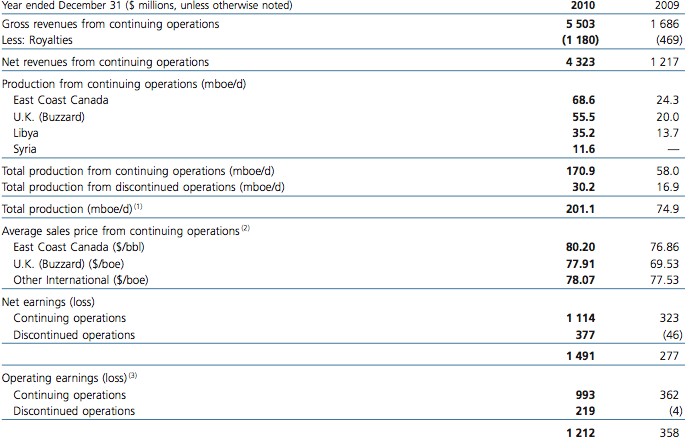 Year ended December 31 ($ millions, unless otherwise noted) 2010 2009
Gross revenues from continuing operations 5 503 1 686
Less: Royalties (1 180) (469)
Net revenues from continuing operations 4 323 1 217
Production from continuing operations (mboe/d)
East Coast Canada 68.6 24.3
U.K. (Buzzard) 55.5 20.0
Libya 35.2 13.7
Syria 11.6 —
Total production from continuing operations (mboe/d) 170.9 58.0
Total production from discontinued operations (mboe/d) 30.2 16.9
Total production (mboe/d)(1) 201.1 74.9
Average sales price from continuing operations(2)
East Coast Canada ($/bbl) 80.20 76.86
U.K. (Buzzard) ($/boe) 77.91 69.53
Other International ($/boe) 78.07 77.53
Net earnings (loss)
Continuing operations 1 114 323
Discontinued operations 377 (46)
1 491 277
Operating earnings (loss)(3)
Continuing operations 993 362
Discontinued operations 219 (4)
1 212 358